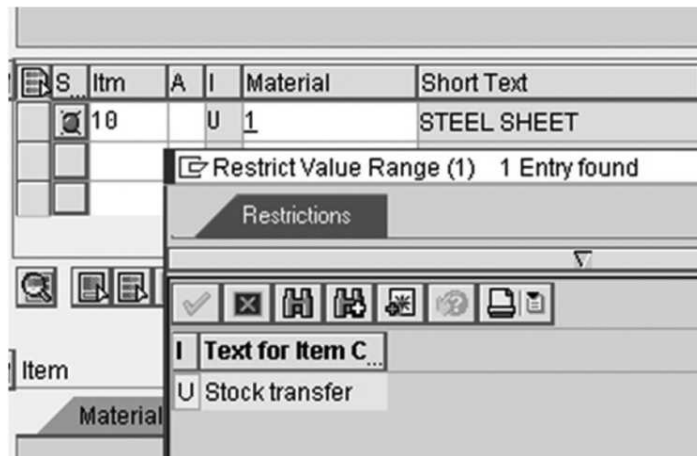 S... Itm A I Material Short Text
10 U 1 STEEL SHEET
Restrict Value Range (1) 1 Entry found
Restrictions
I Text for Item C...
Item
U Stock transfer
Material